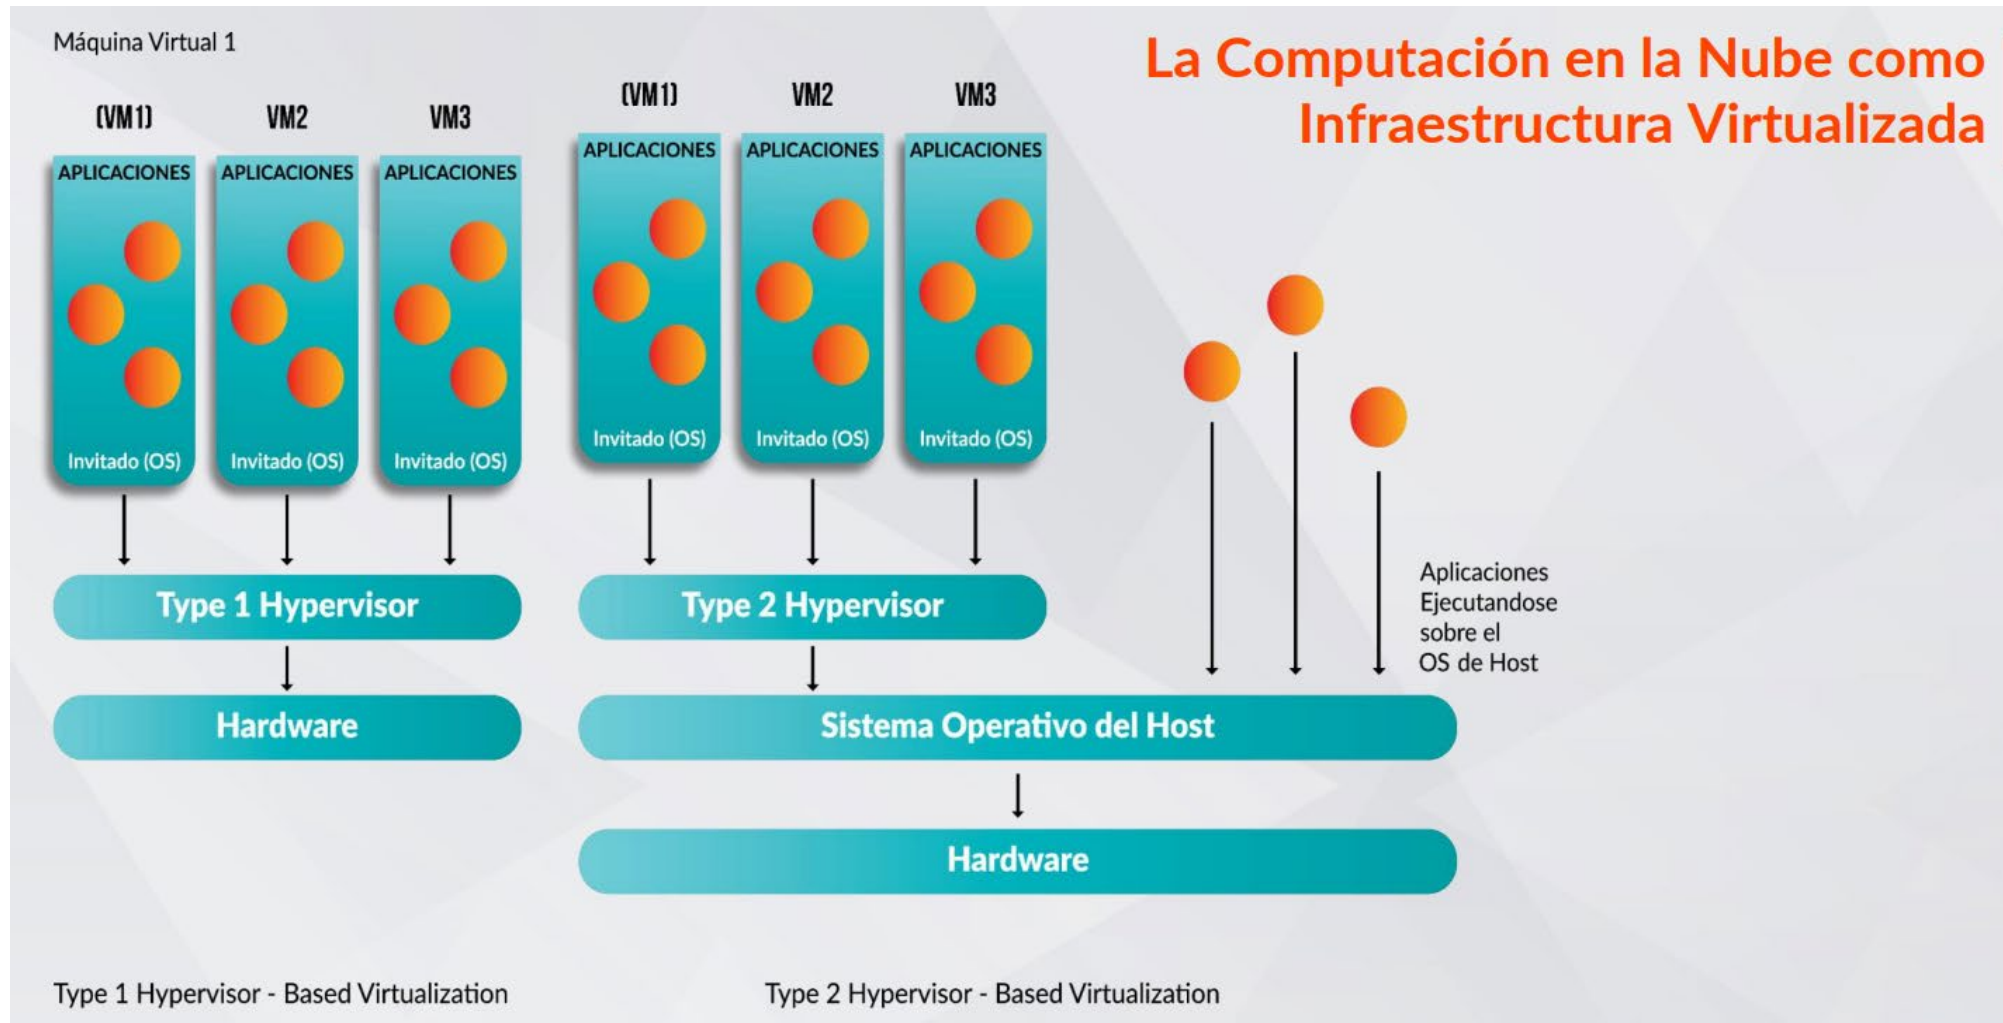 La Computación en la Nube como
Infraestructura Virtualizada
Máquina Virtual 1
(VM1)
VM2
VM3
APLICACIONES
APLICACIONES
APLICACIONES
Invitado (OS)
Invitado (OS)
Invitado (OS)
Type 1 Hypervisor
Hardware
Type 1 Hypervisor - Based Virtualization
(VM1)
VM2
VM3
APLICACIONES
APLICACIONES
APLICACIONES
Invitado (OS)
Invitado (OS)
Invitado (OS)
Type 2 Hypervisor
Aplicaciones
Ejecutandose
sobre el
OS de Host
Sistema Operativo del Host
Hardware
Type 2 Hypervisor - Based Virtualization